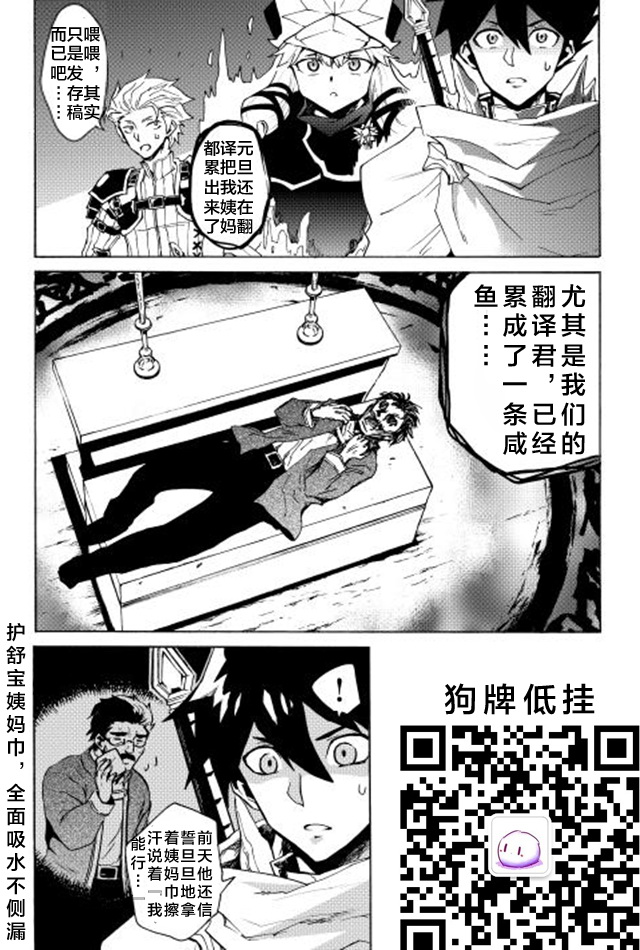 元旦还在
译把我姨翻
都累出妈
来了
喂喂，其实
只是发存稿
而已吧……
尤其是我们的
翻译君，已经
累成了一条咸
鱼……
！
前天他还信
誓旦旦地拿
着姨妈巾擦
汗说着『我
能行…』
护舒宝姨妈巾，全面吸水不侧漏
狗牌低挂